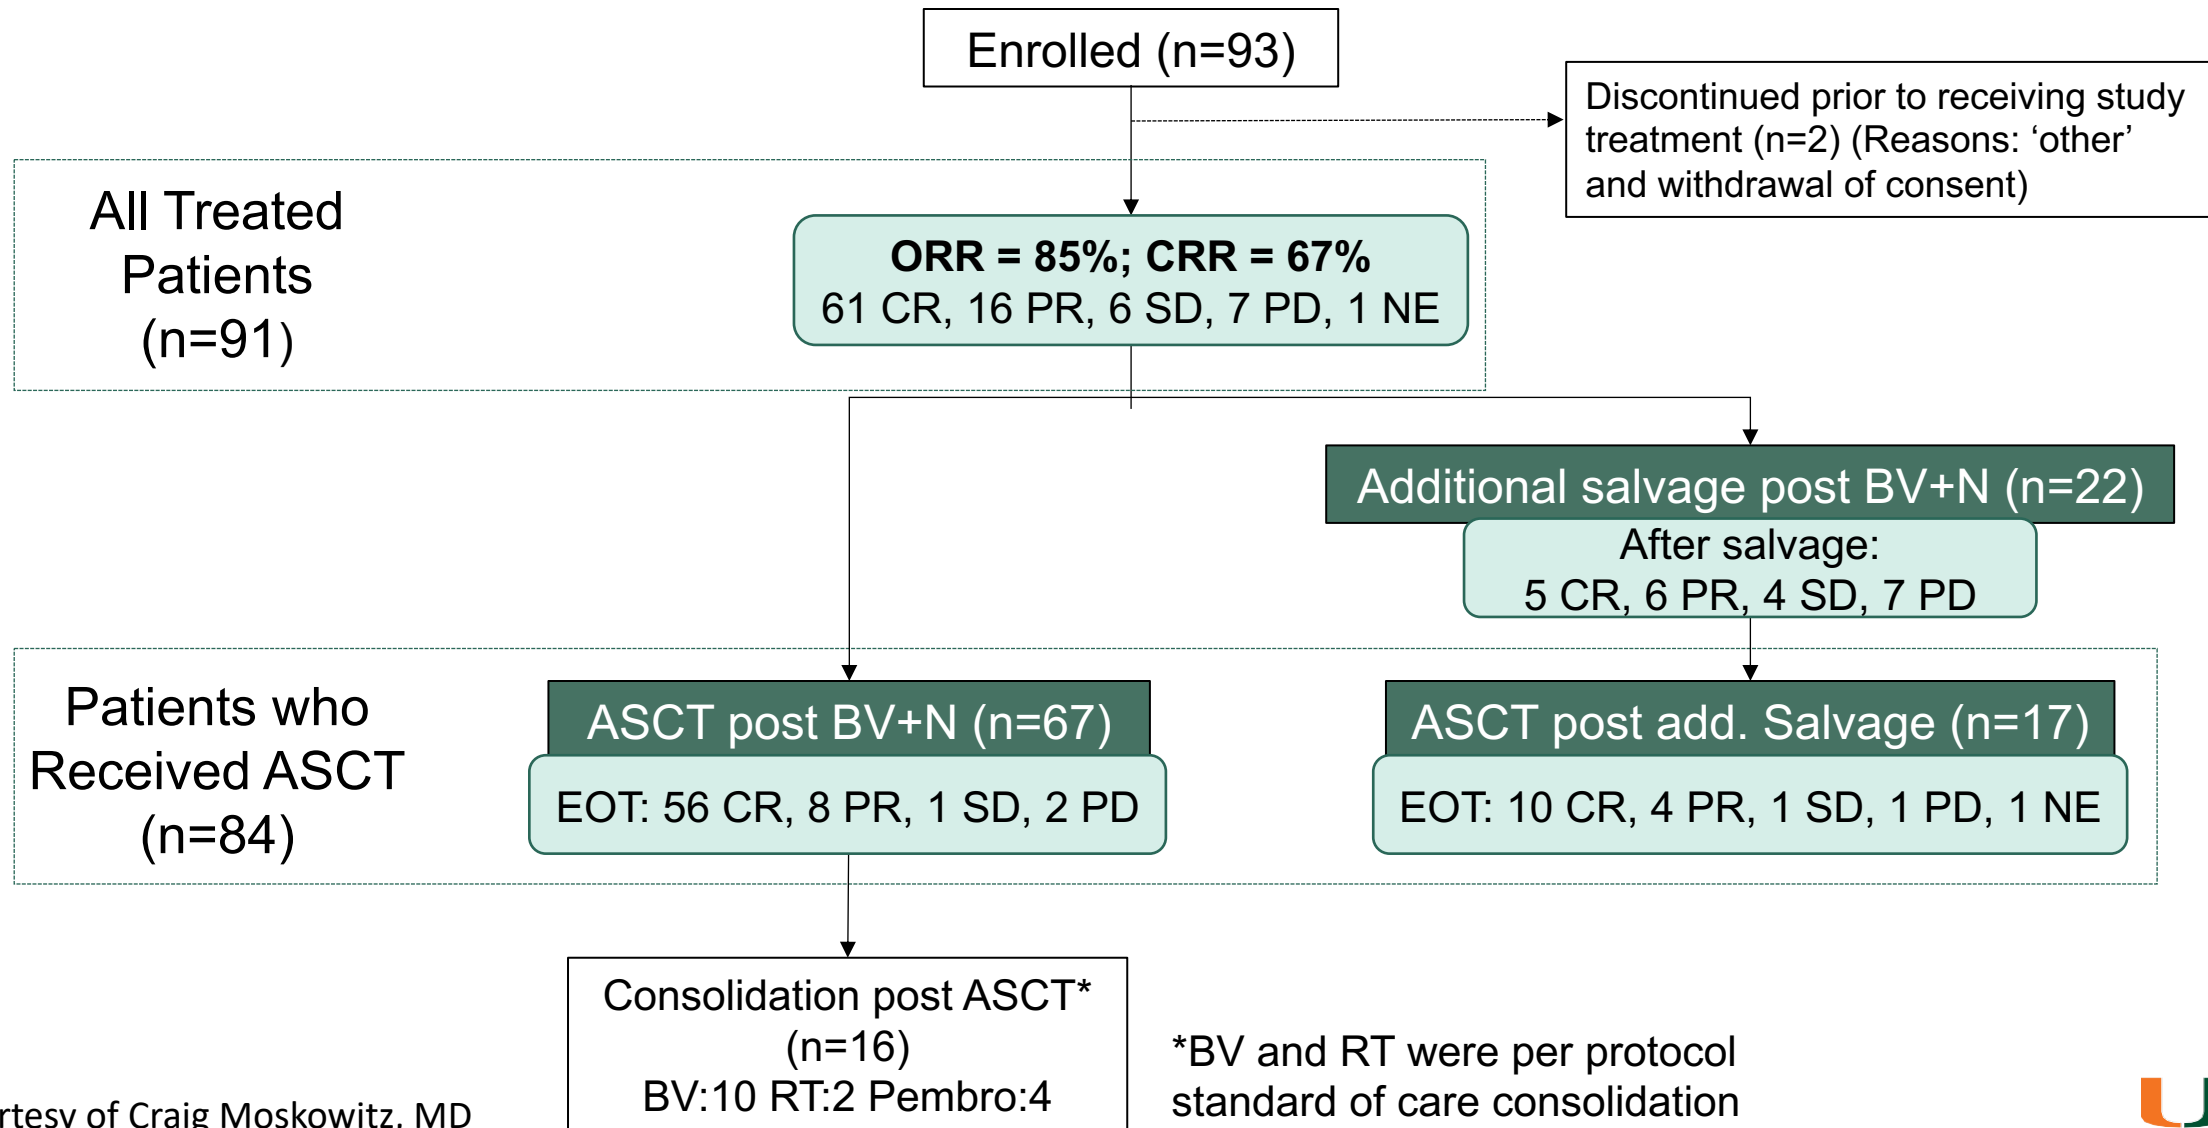 Enrolled (n=93)
Discontinued prior to receiving study
treatment (n=2) (Reasons: ‘other’
and withdrawal of consent)
All Treated
Patients
(n=91)
ORR = 85%; CRR = 67%
61 CR, 16 PR, 6 SD, 7 PD, 1 NE
Additional salvage post BV+N (n=22)
After salvage:
5 CR, 6 PR, 4 SD, 7 PD
Patients who
Received ASCT
(n=84)
ASCT post BV+N (n=67)
EOT: 56 CR, 8 PR, 1 SD, 2 PD
ASCT post add. Salvage (n=17)
EOT: 10 CR, 4 PR, 1 SD, 1 PD, 1 NE
Consolidation post ASCT*
(n=16)
BV:10 RT:2 Pembro:4
*BV and RT were per protocol
standard of care consolidation
rtesy of Craig Moskowitz, MD